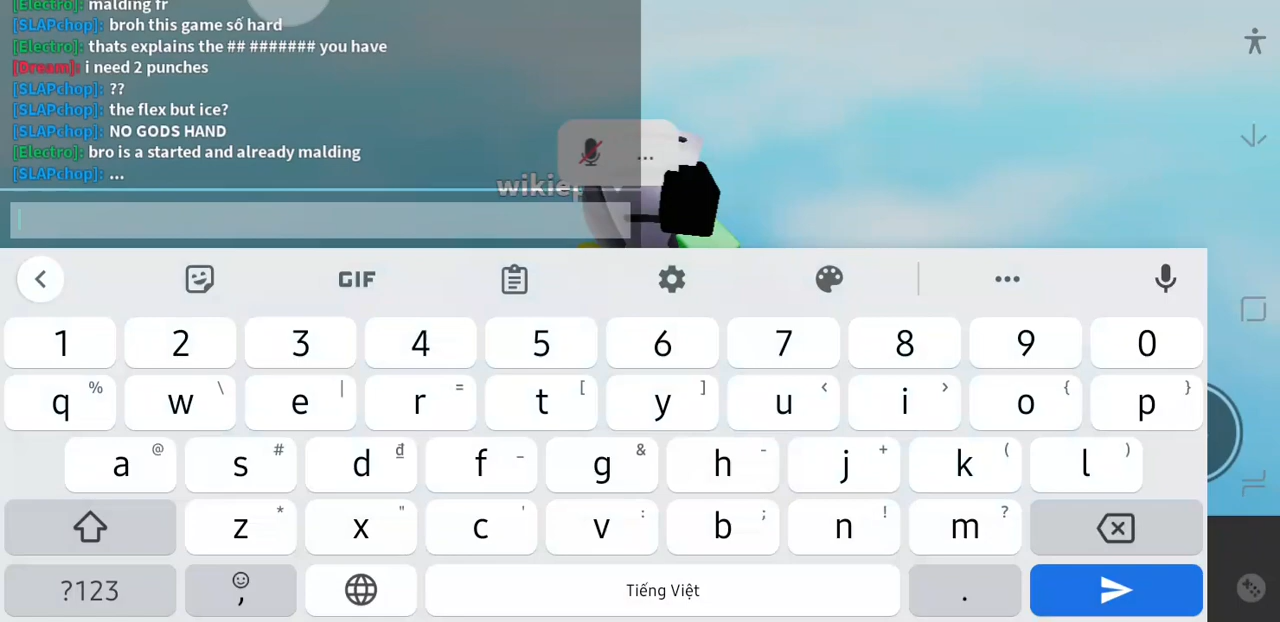 [Electro]: malding fr
[SLAPchop]: broh this game số hard
[Electro]: thats explains the ## ####### you have
[Dream]: i need 2 punches
[SLAPchop]: ??
[SLAPchop]: the flex but ice?
[SLAPchop]: NO GODS HAND
[Electro]: bro is a started and already malding
[SLAPchop]: ...
GIF
1 2 3 4 5 6 7 8 9 0
q % w \ e | r = t [ y ] u < i > o { p }
a @ s # d đ f _ g & h - j + k ( l )
z * x " c ' v : b ; n ! m ?
?123 , Tiếng Việt .